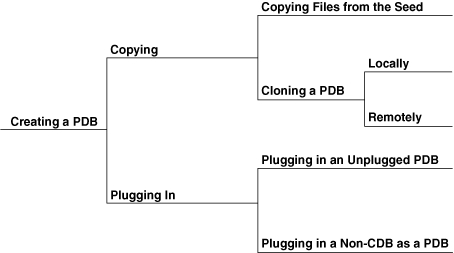 Copying Files from the Seed
Copying
Locally
Cloning a PDB
Remotely
Creating a PDB
Plugging in an Unplugged PDB
Plugging In
Plugging in a Non-CDB as a PDB